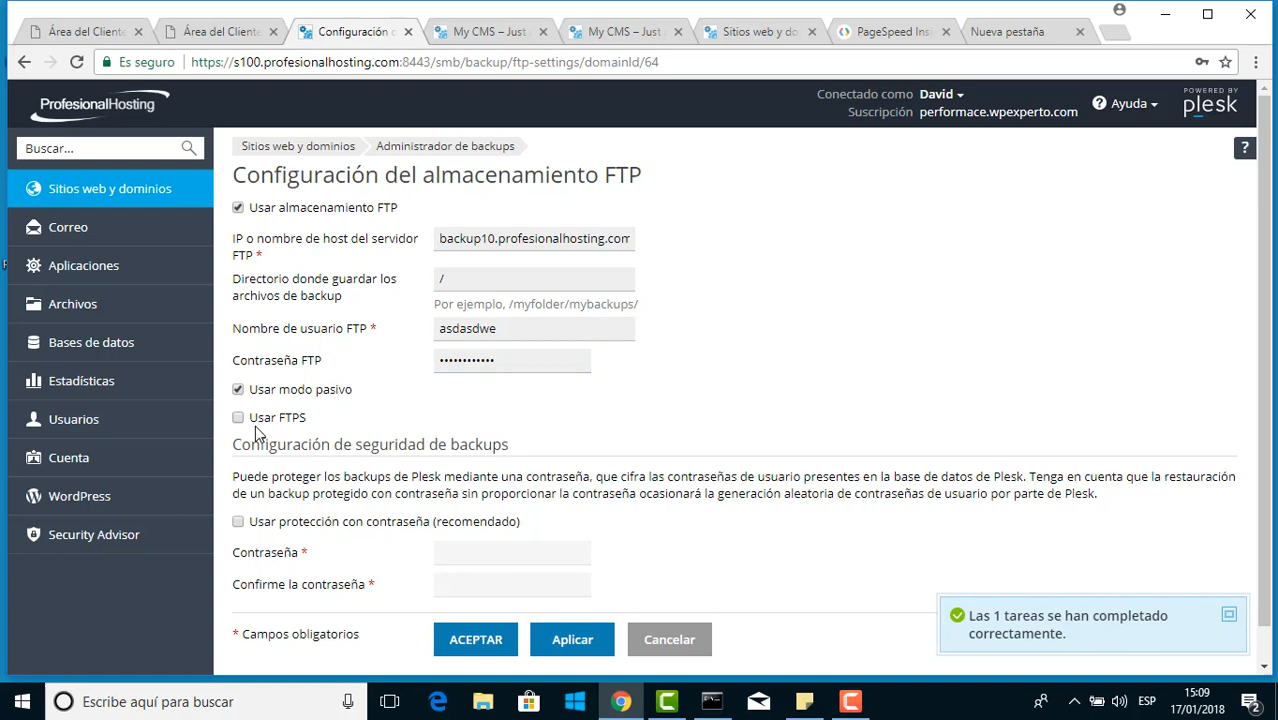 Área del Cliente
Área del Cliente
Configuración d
My CMS – Just
My CMS – Just
Sitios web y do
PageSpeed Insi
Nueva pestaña
Es seguro
https://s100.profesionalhosting.com:8443/smb/backup/ftp-settings/domainId/64
ProfesionalHosting
Conectado como David
Suscripción performace.wpexperto.com
Ayuda
POWERED BY
plesk
Buscar...
Sitios web y dominios
Correo
Aplicaciones
Archivos
Bases de datos
Estadísticas
Usuarios
Cuenta
WordPress
Security Advisor
Sitios web y dominios
Administrador de backups
?
Configuración del almacenamiento FTP
Usar almacenamiento FTP
IP o nombre de host del servidor
FTP *
backup10.profesionalhosting.com
Directorio donde guardar los
archivos de backup
/
Por ejemplo, /myfolder/mybackups/
Nombre de usuario FTP *
asdasdwe
Contraseña FTP
••••••••••••
Usar modo pasivo
Usar FTPS
Configuración de seguridad de backups
Puede proteger los backups de Plesk mediante una contraseña, que cifra las contraseñas de usuario presentes en la base de datos de Plesk. Tenga en cuenta que la restauración
de un backup protegido con contraseña sin proporcionar la contraseña ocasionará la generación aleatoria de contraseñas de usuario por parte de Plesk.
Usar protección con contraseña (recomendado)
Contraseña *
Confirme la contraseña *
* Campos obligatorios
ACEPTAR
Aplicar
Cancelar
Las 1 tareas se han completado
correctamente.
Escribe aquí para buscar
ESP
15:09
17/01/2018
2